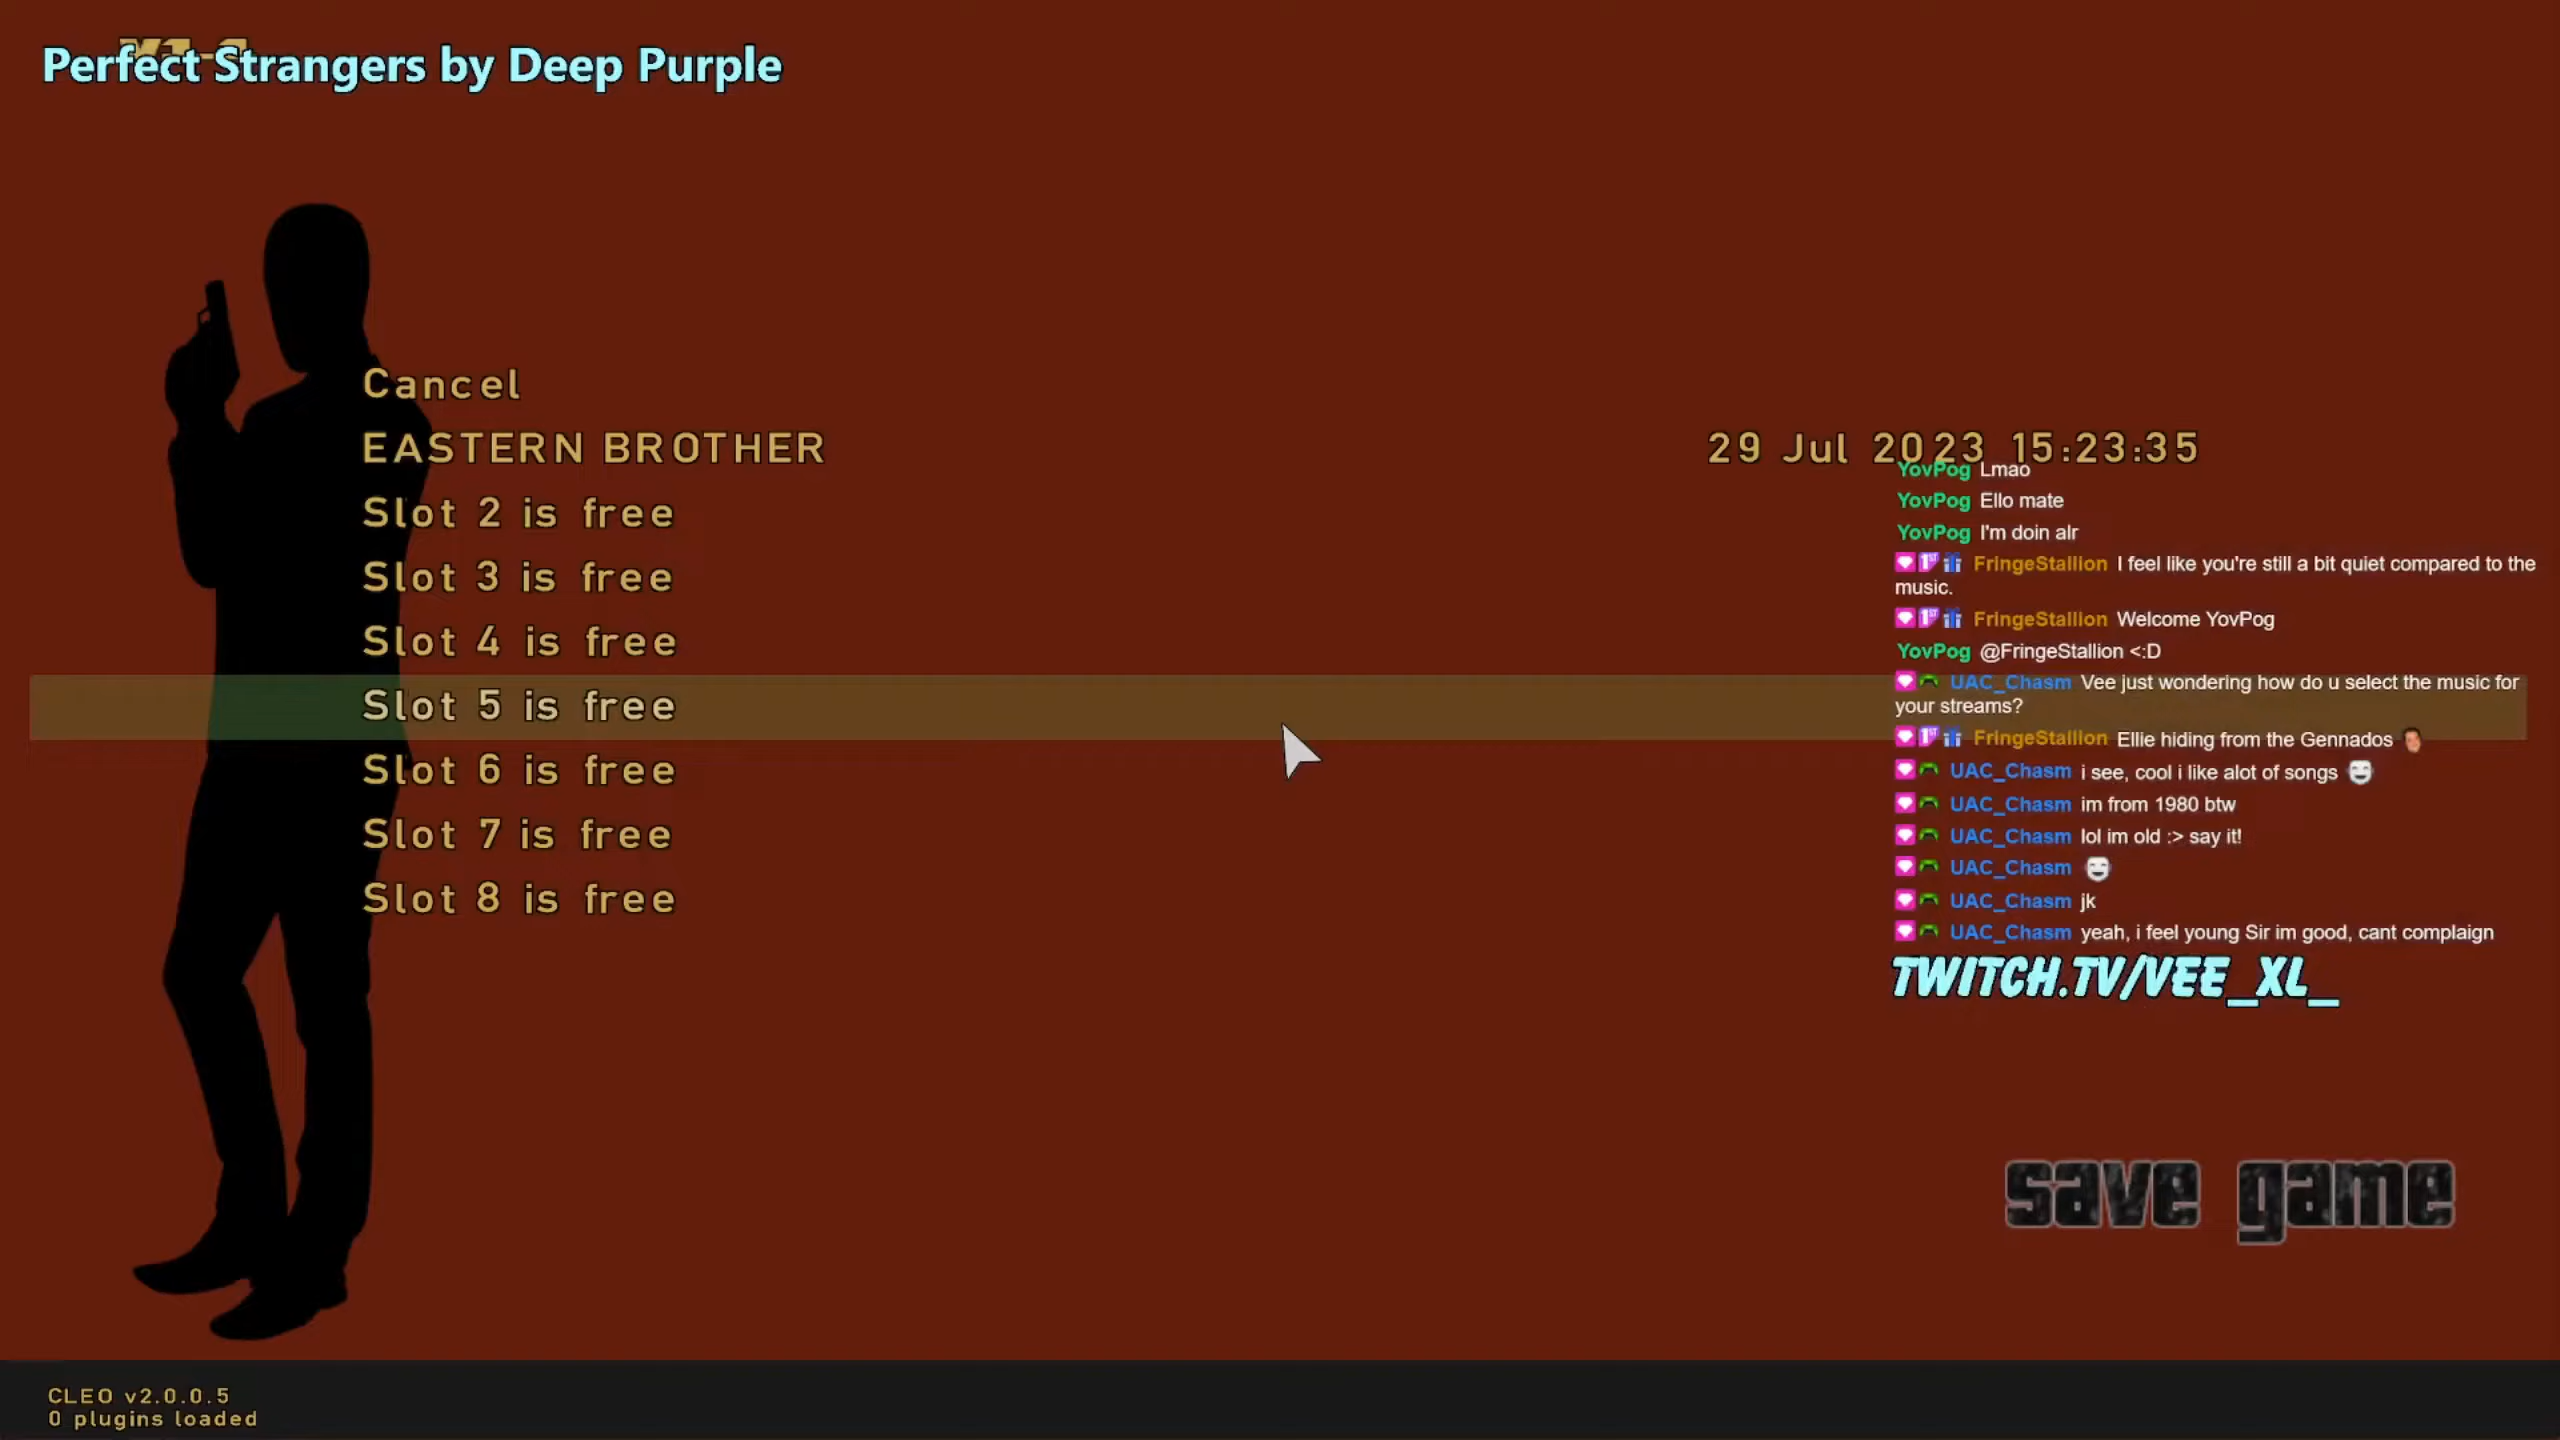 Perfect Strangers by Deep Purple
Cancel
EASTERN BROTHER 29 Jul 2023 15:23:35
Slot 2 is free
Slot 3 is free
Slot 4 is free
Slot 5 is free
Slot 6 is free
Slot 7 is free
Slot 8 is free
YovPog Lmao
YovPog Ello mate
YovPog I'm doin alr
FringeStallion I feel like you're still a bit quiet compared to the
music.
FringeStallion Welcome YovPog
YovPog @FringeStallion <:D
UAC_Chasm Vee just wondering how do u select the music for
your streams?
FringeStallion Ellie hiding from the Gennados
UAC_Chasm i see, cool i like alot of songs
UAC_Chasm im from 1980 btw
UAC_Chasm lol im old :> say it!
UAC_Chasm
UAC_Chasm jk
UAC_Chasm yeah, i feel young Sir im good, cant complaign
TWITCH.TV/VEE_XL_
save game
CLEO v2.0.0.5
0 plugins loaded